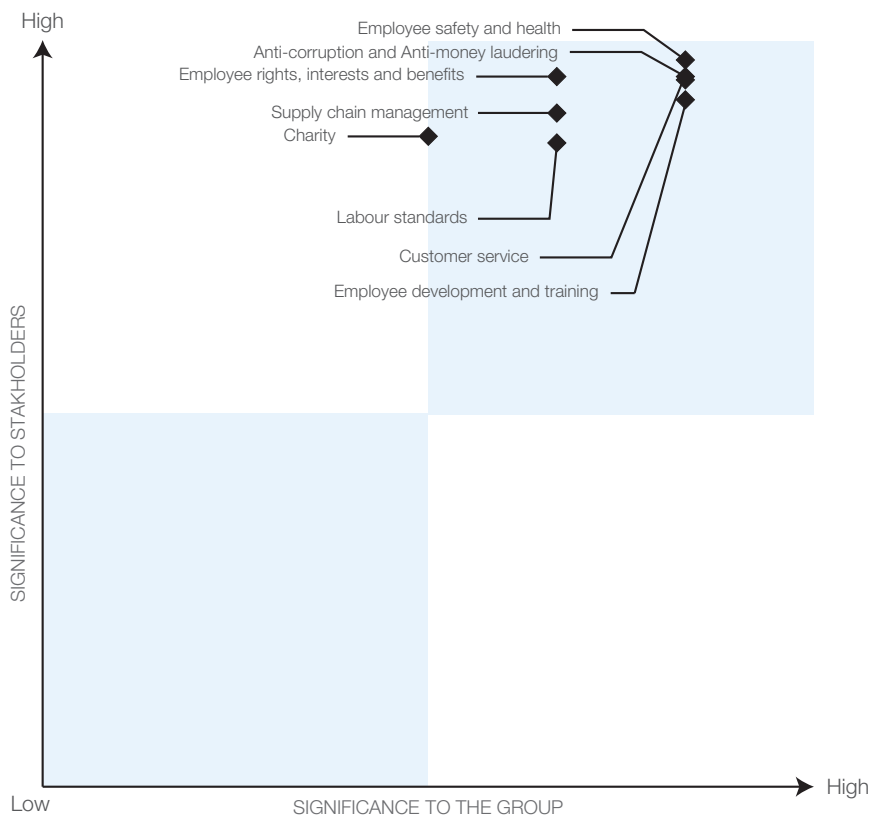 High
Employee safety and health
Anti-corruption and Anti-money laudering
Employee rights, interests and benefits
Supply chain management
Charity
Labour standards
Customer service
Employee development and training
SIGNIFICANCE TO STAKHOLDERS
Low
SIGNIFICANCE TO THE GROUP
High